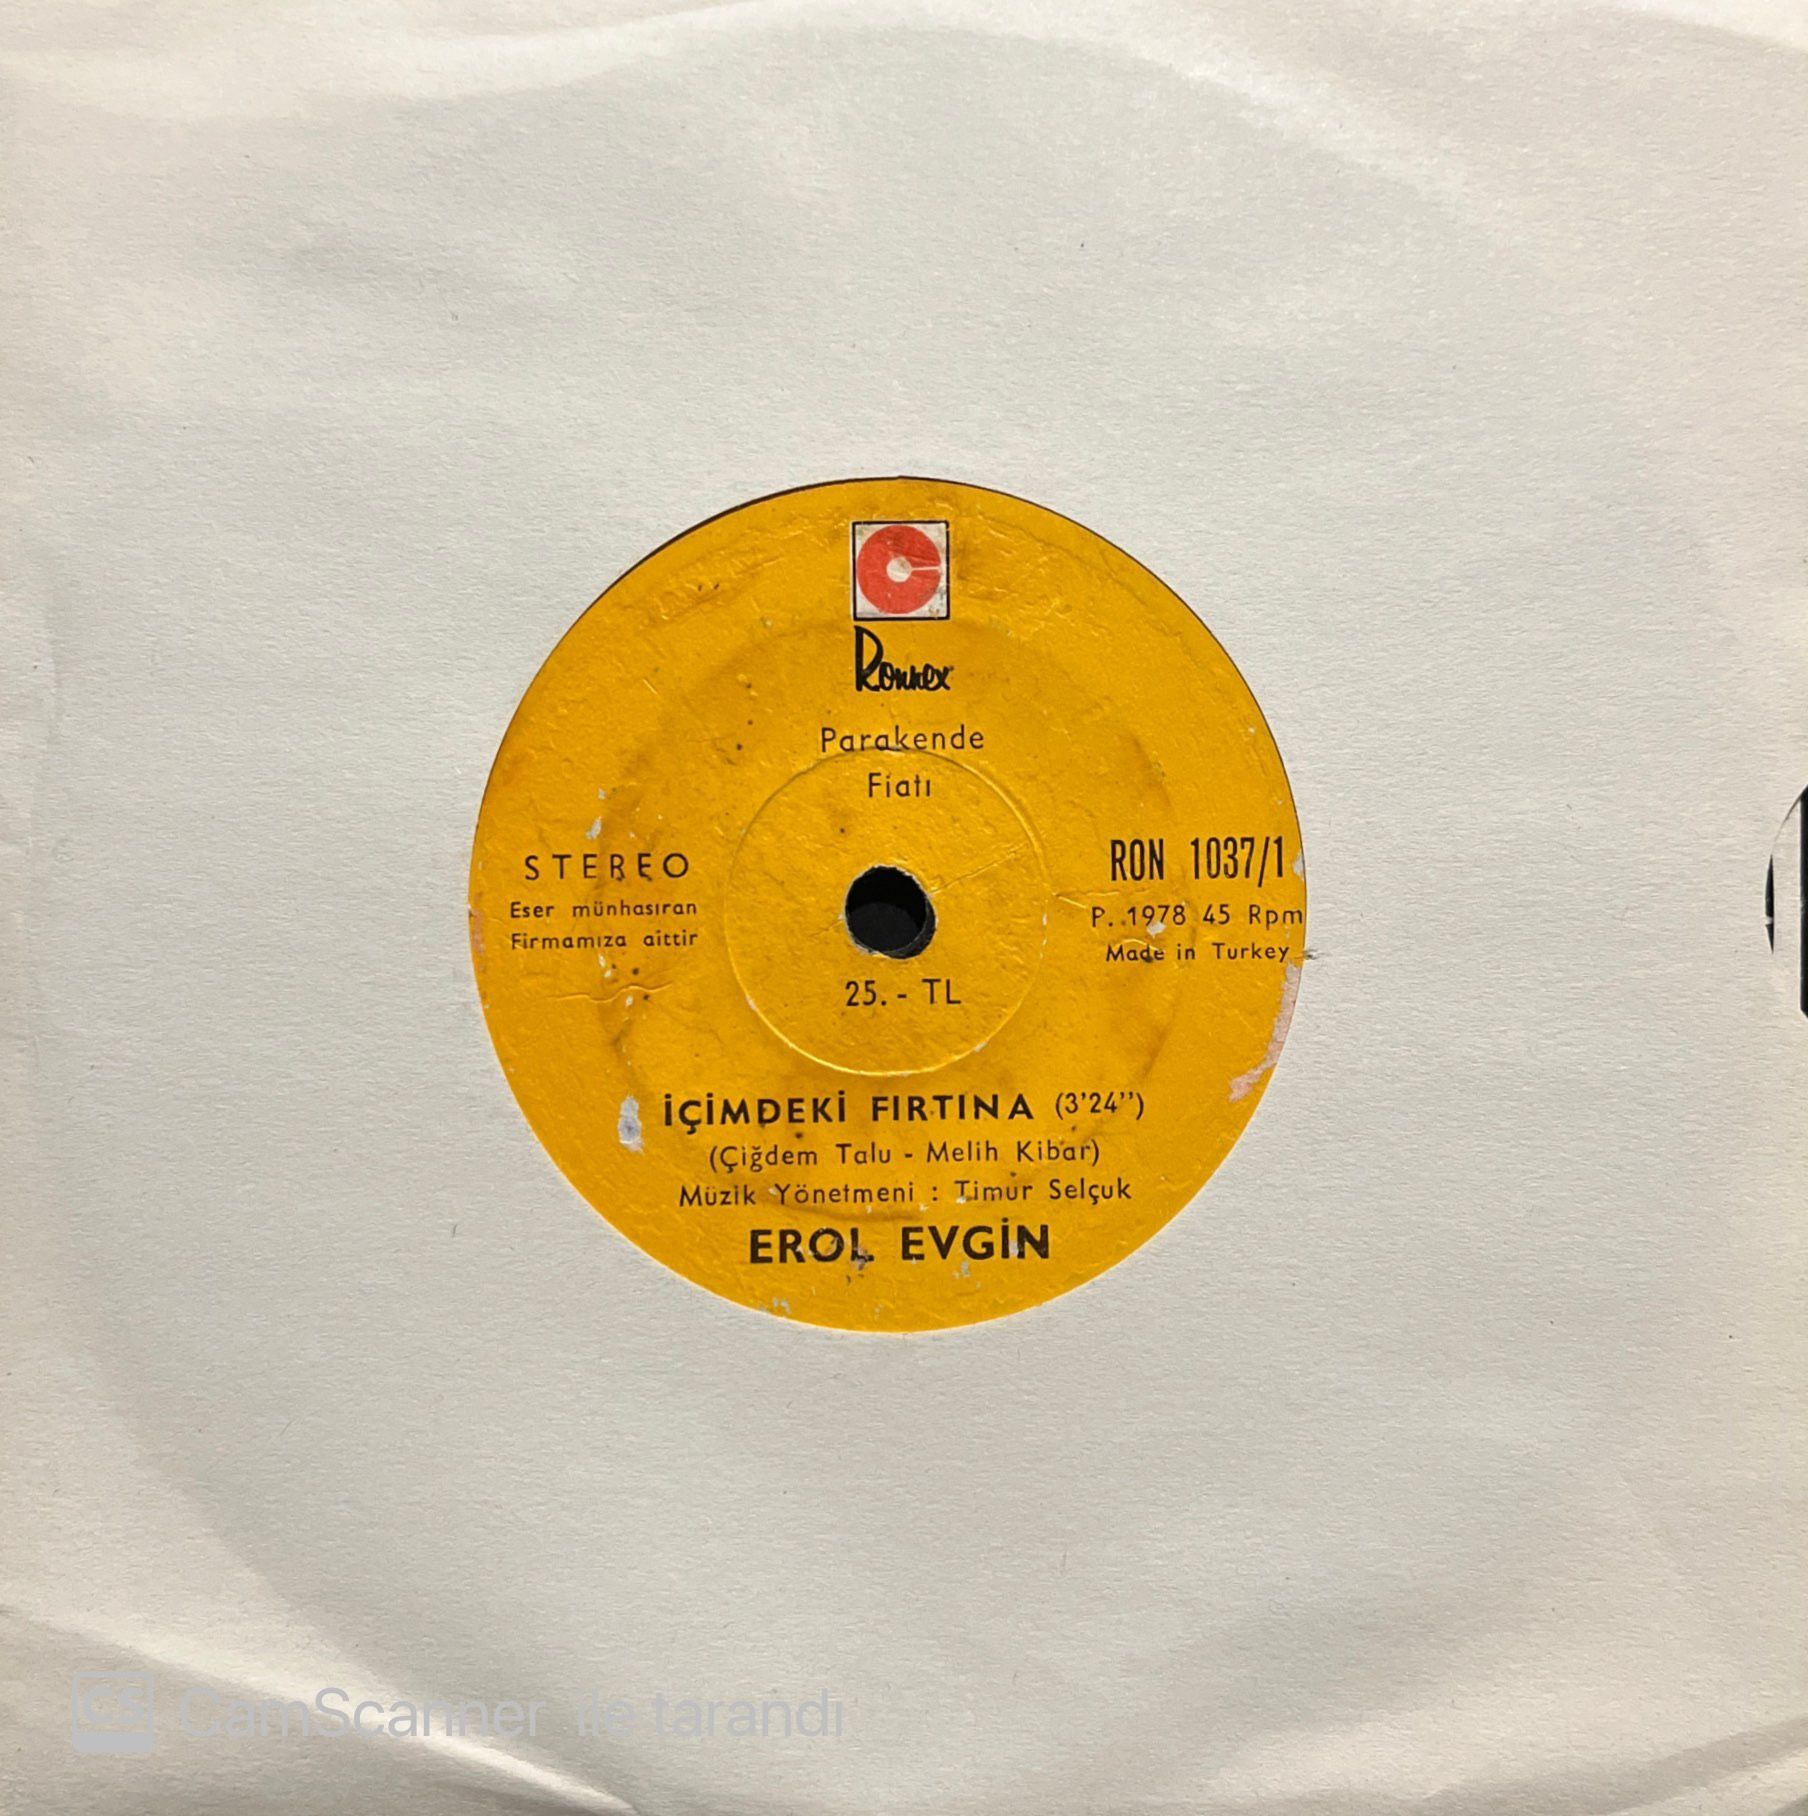 Ronnex
Parakende
Fiatı
STEREO
Eser münhasıran
Firmamıza aittir
RON 1037/1
P. 1978 45 Rpm
Made in Turkey
25.- TL
İÇİMDEKİ FIRTINA (3'24'')
(Çiğdem Talu - Melih Kibar)
Müzik Yönetmeni : Timur Selçuk
EROL EVGİN
CS CamScanner ile tarandı